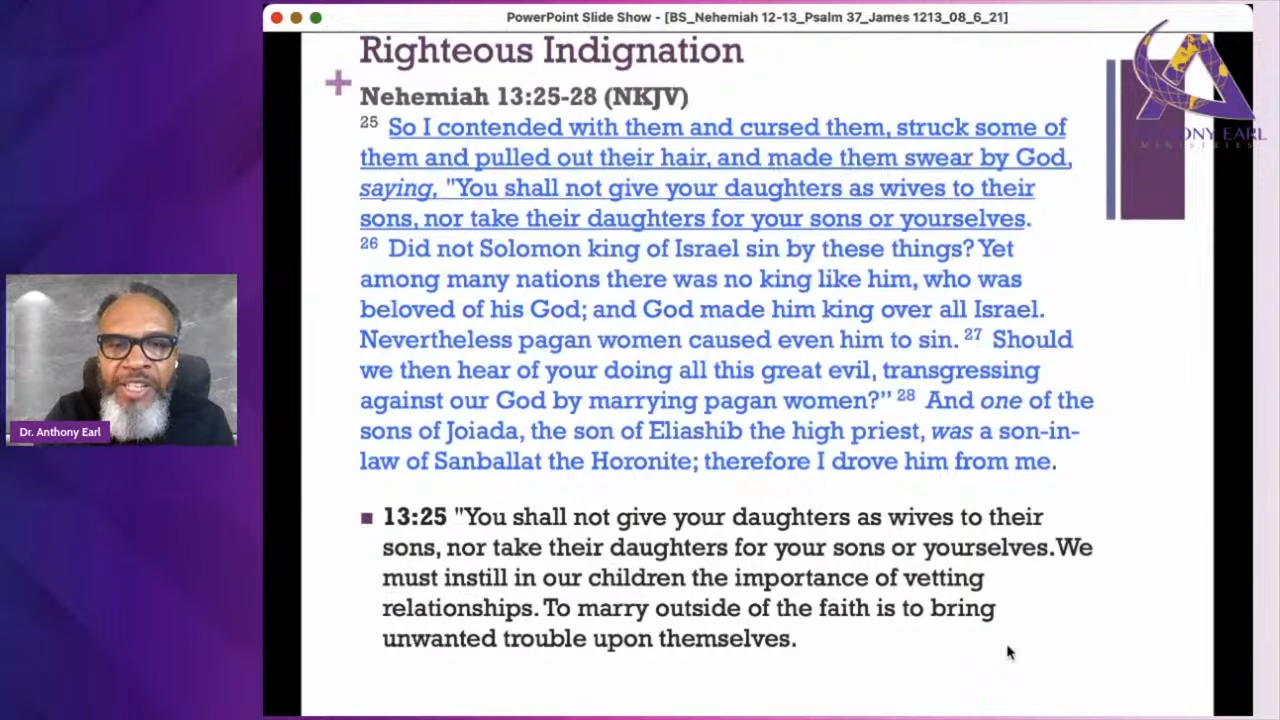 PowerPoint Slide Show - [BS_Nehemiah 12-13_Psalm 37_James 1213_08_6_21]
Righteous Indignation
Nehemiah 13:25-28 (NKJV)
25 So I contended with them and cursed them, struck some of
them and pulled out their hair, and made them swear by God,
saying, "You shall not give your daughters as wives to their
sons, nor take their daughters for your sons or yourselves.
26 Did not Solomon king of Israel sin by these things? Yet
among many nations there was no king like him, who was
beloved of his God; and God made him king over all Israel.
Nevertheless pagan women caused even him to sin. 27 Should
we then hear of your doing all this great evil, transgressing
against our God by marrying pagan women?” 28 And one of the
sons of Joiada, the son of Eliashib the high priest, was a son-in-
law of Sanballat the Horonite; therefore I drove him from me.
13:25 "You shall not give your daughters as wives to their
sons, nor take their daughters for your sons or yourselves.We
must instill in our children the importance of vetting
relationships. To marry outside of the faith is to bring
unwanted trouble upon themselves.
Dr. Anthony Earl
EARL
MINISTRIES